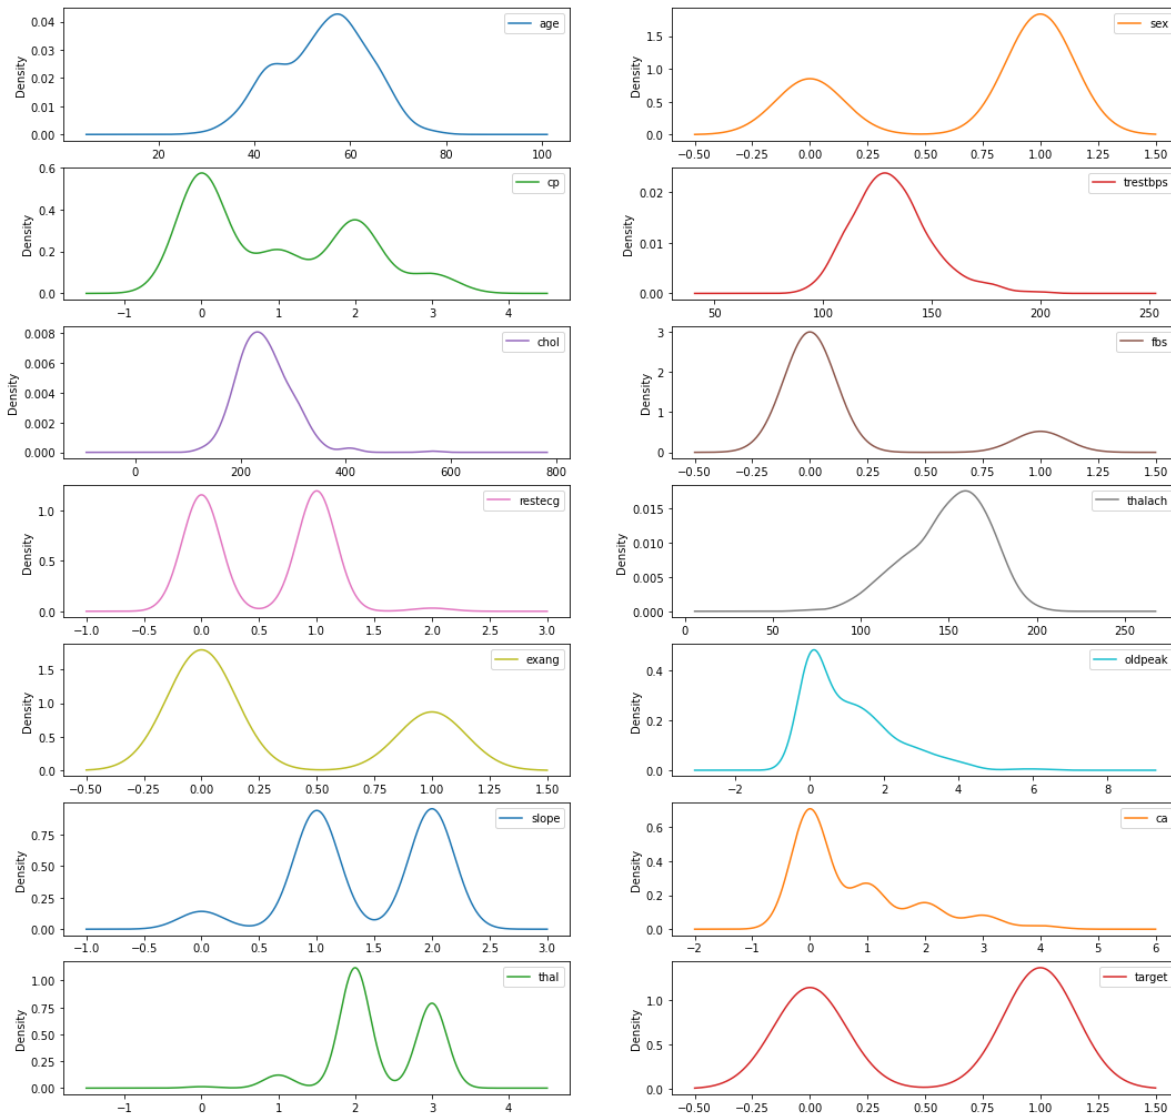 age
Density
0.04
0.03
0.02
0.01
0.00
20 40 60 80 100
sex
Density
1.5
1.0
0.5
0.0
−0.50 −0.25 0.00 0.25 0.50 0.75 1.00 1.25 1.50
cp
Density
0.6
0.4
0.2
0.0
−1 0 1 2 3 4
trestbps
Density
0.02
0.01
0.00
50 100 150 200 250
chol
Density
0.008
0.006
0.004
0.002
0.000
0 200 400 600 800
fbs
Density
3
2
1
0
−0.50 −0.25 0.00 0.25 0.50 0.75 1.00 1.25 1.50
restecg
Density
1.0
0.5
0.0
−1.0 −0.5 0.0 0.5 1.0 1.5 2.0 2.5 3.0
thalach
Density
0.015
0.010
0.005
0.000
0 50 100 150 200 250
exang
Density
1.5
1.0
0.5
0.0
−0.50 −0.25 0.00 0.25 0.50 0.75 1.00 1.25 1.50
oldpeak
Density
0.4
0.2
0.0
−2 0 2 4 6 8
slope
Density
0.75
0.50
0.25
0.00
−1.0 −0.5 0.0 0.5 1.0 1.5 2.0 2.5 3.0
ca
Density
0.6
0.4
0.2
0.0
−2 −1 0 1 2 3 4 5 6
thal
Density
1.00
0.75
0.50
0.25
0.00
−1 0 1 2 3 4
target
Density
1.0
0.5
0.0
−0.50 −0.25 0.00 0.25 0.50 0.75 1.00 1.25 1.50